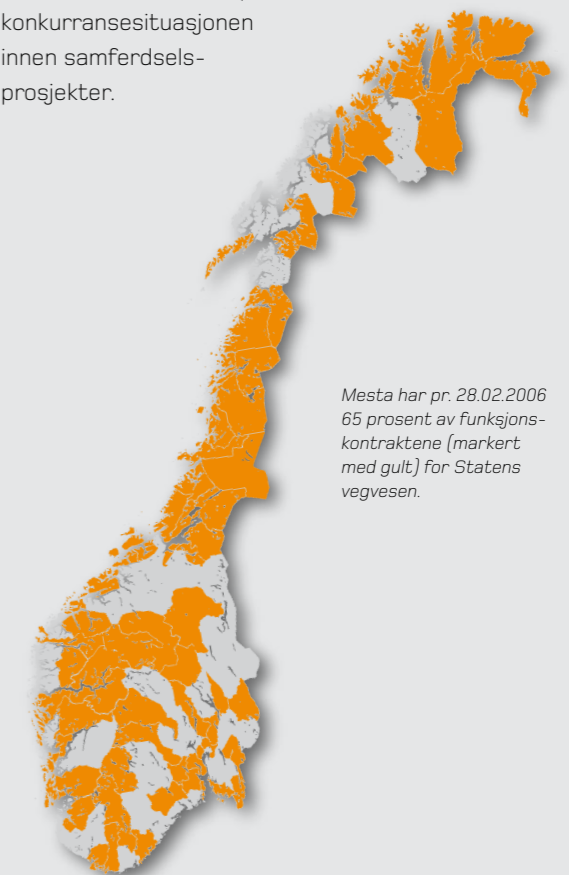 konkurransesituasjonen
innen samferdsels-
prosjekter.
Mesta har pr. 28.02.2006
65 prosent av funksjons-
kontraktene (markert
med gult) for Statens
vegvesen.